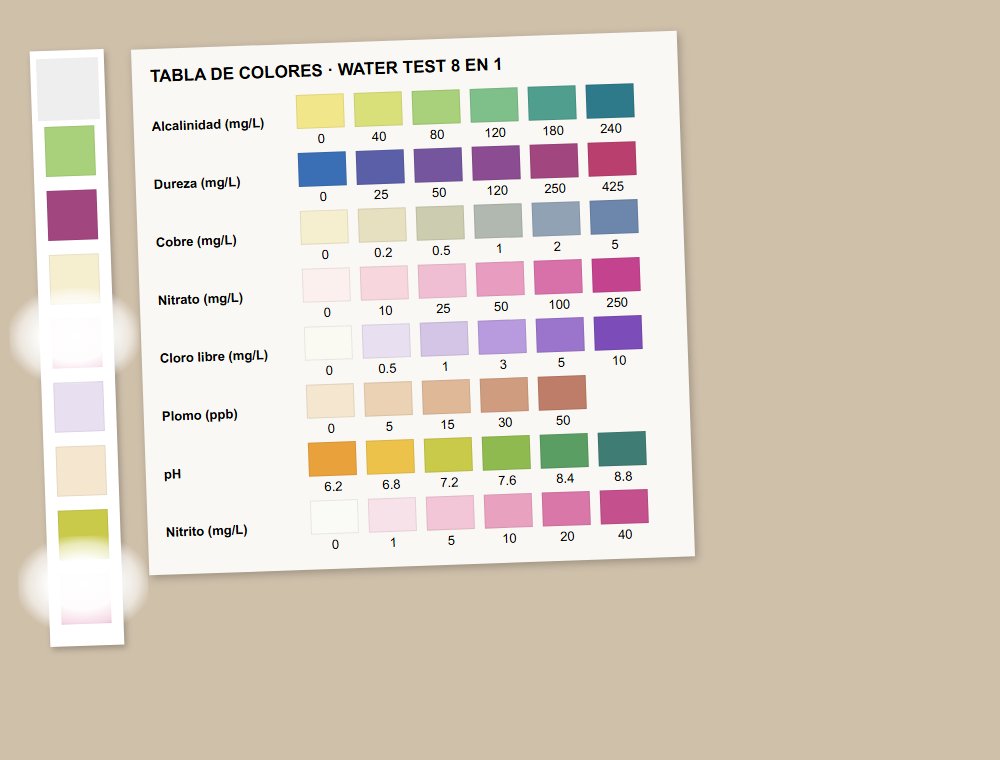 TABLA DE COLORES · WATER TEST 8 EN 1
Alcalinidad (mg/L)
0 40 80 120 180 240
Dureza (mg/L)
0 25 50 120 250 425
Cobre (mg/L)
0 0.2 0.5 1 2 5
Nitrato (mg/L)
0 10 25 50 100 250
Cloro libre (mg/L)
0 0.5 1 3 5 10
Plomo (ppb)
0 5 15 30 50
pH
6.2 6.8 7.2 7.6 8.4 8.8
Nitrito (mg/L)
0 1 5 10 20 40